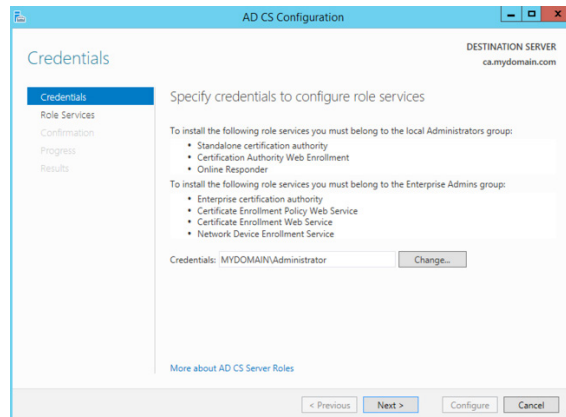 AD CS Configuration
Credentials
DESTINATION SERVER
ca.mydomain.com
Credentials
Role Services
Confirmation
Progress
Results
Specify credentials to configure role services
To install the following role services you must belong to the local Administrators group:
• Standalone certification authority
• Certification Authority Web Enrollment
• Online Responder
To install the following role services you must belong to the Enterprise Admins group:
• Enterprise certification authority
• Certificate Enrollment Policy Web Service
• Certificate Enrollment Web Service
• Network Device Enrollment Service
Credentials: MYDOMAIN\Administrator Change...
More about AD CS Server Roles
< Previous Next > Configure Cancel